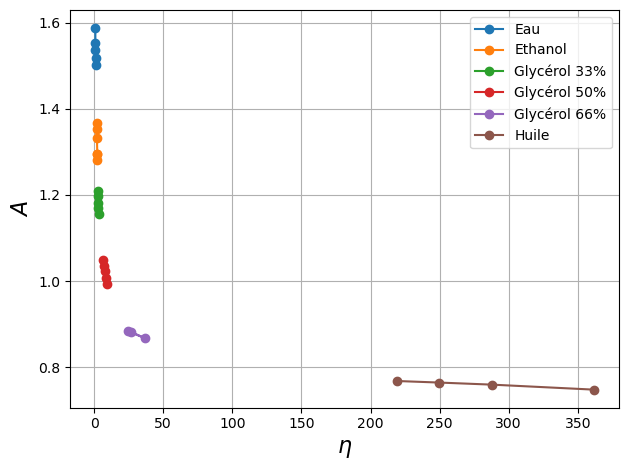 1.6
1.4
1.2
1.0
0.8
A
0 50 100 150 200 250 300 350
η
Eau
Ethanol
Glycérol 33%
Glycérol 50%
Glycérol 66%
Huile